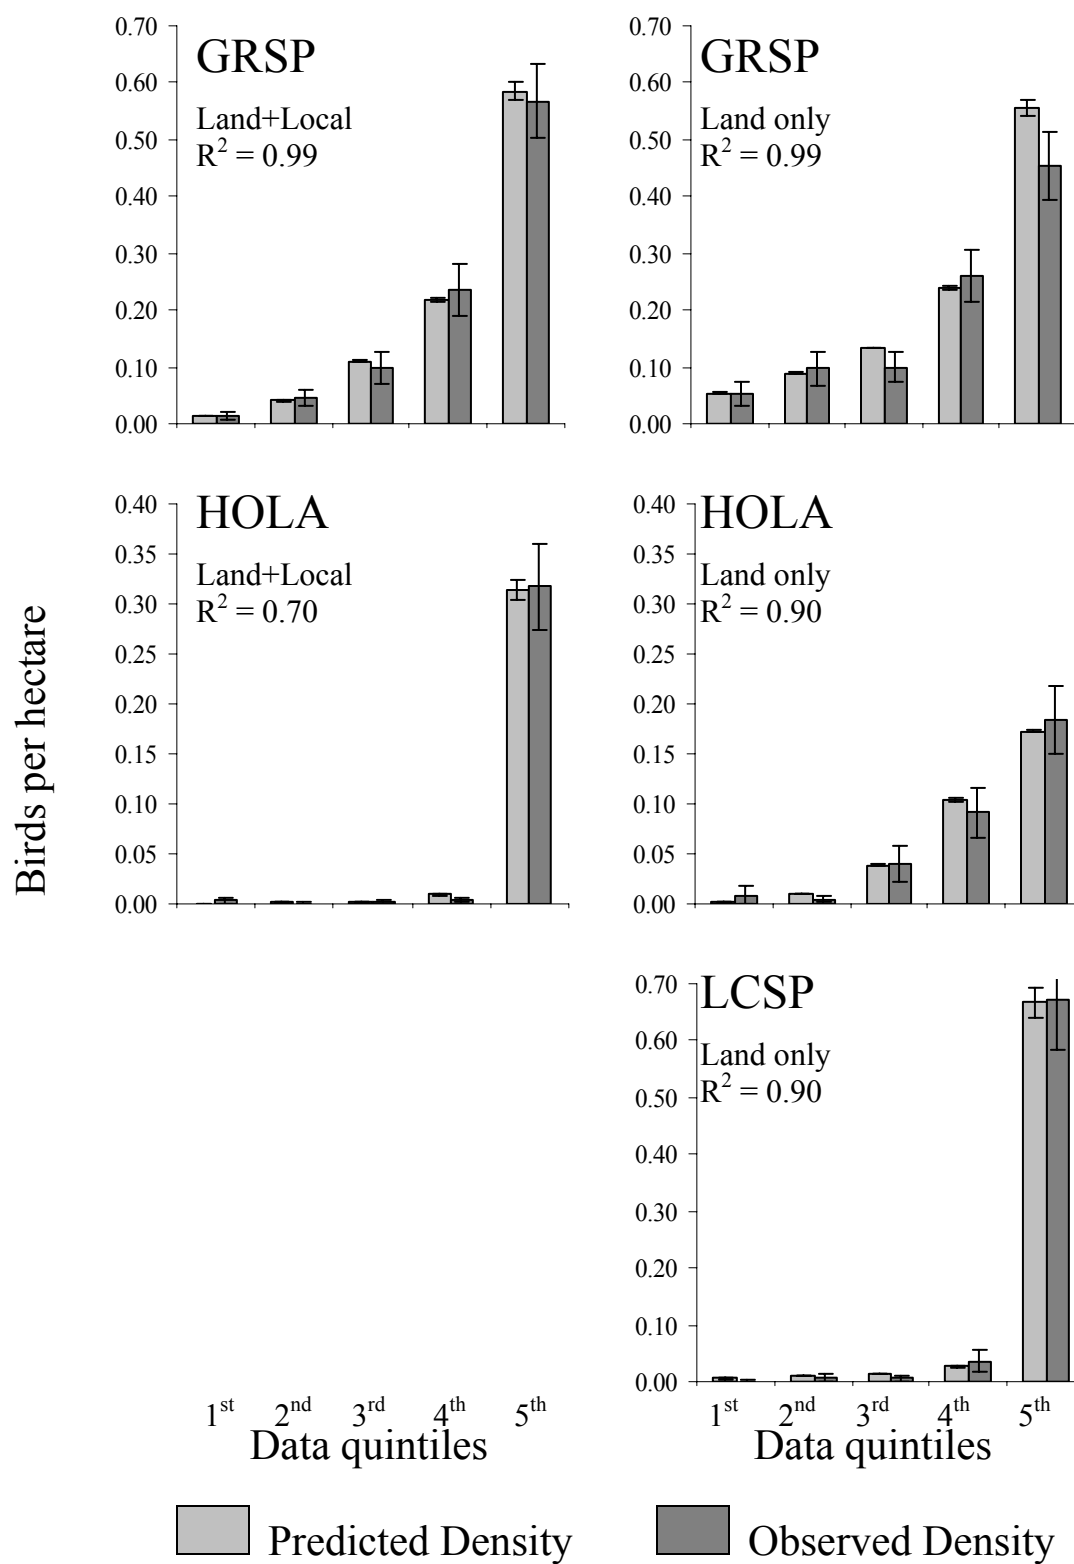 GRSP
Land+Local
R² = 0.99
0.70
0.60
0.50
0.40
0.30
0.20
0.10
0.00
GRSP
Land only
R² = 0.99
0.70
0.60
0.50
0.40
0.30
0.20
0.10
0.00
Birds per hectare
HOLA
Land+Local
R² = 0.70
0.40
0.35
0.30
0.25
0.20
0.15
0.10
0.05
0.00
HOLA
Land only
R² = 0.90
0.40
0.35
0.30
0.25
0.20
0.15
0.10
0.05
0.00
LCSP
Land only
R² = 0.90
0.70
0.60
0.50
0.40
0.30
0.20
0.10
0.00
1st 2nd 3rd 4th 5th
Data quintiles
1st 2nd 3rd 4th 5th
Data quintiles
Predicted Density
Observed Density